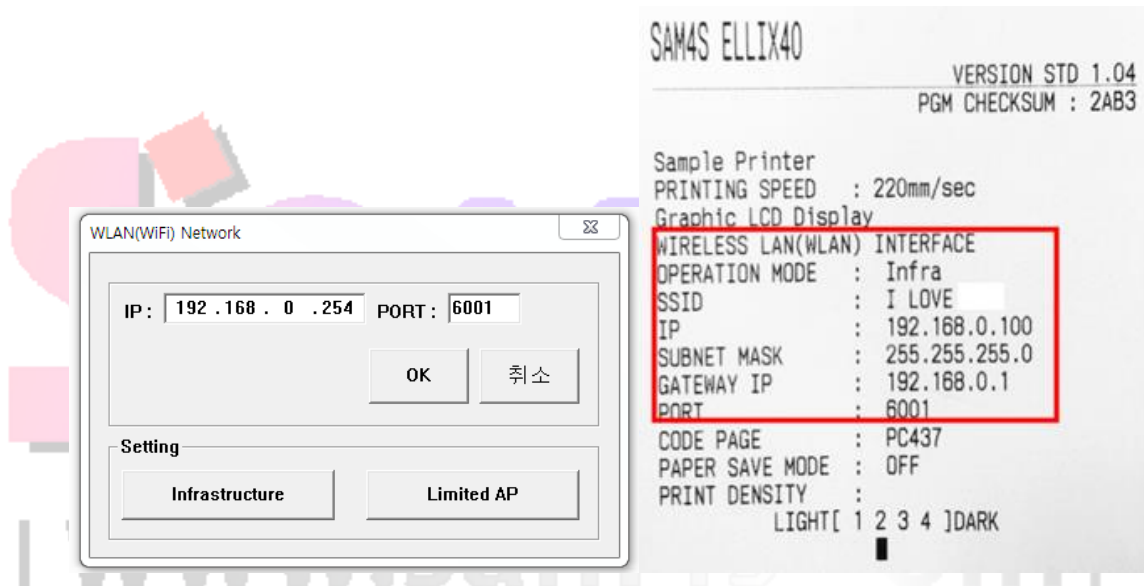 WLAN(WiFi) Network
IP : 192 .168 . 0 .254 PORT : 6001
OK 취소
Setting
Infrastructure Limited AP
SAM4S ELLIX40
VERSION STD 1.04
PGM CHECKSUM : 2AB3
Sample Printer
PRINTING SPEED : 220mm/sec
Graphic LCD Display
WIRELESS LAN(WLAN) INTERFACE
OPERATION MODE : Infra
SSID : I LOVE
IP : 192.168.0.100
SUBNET MASK : 255.255.255.0
GATEWAY IP : 192.168.0.1
PORT : 6001
CODE PAGE : PC437
PAPER SAVE MODE : OFF
PRINT DENSITY :
LIGHT[ 1 2 3 4 ]DARK